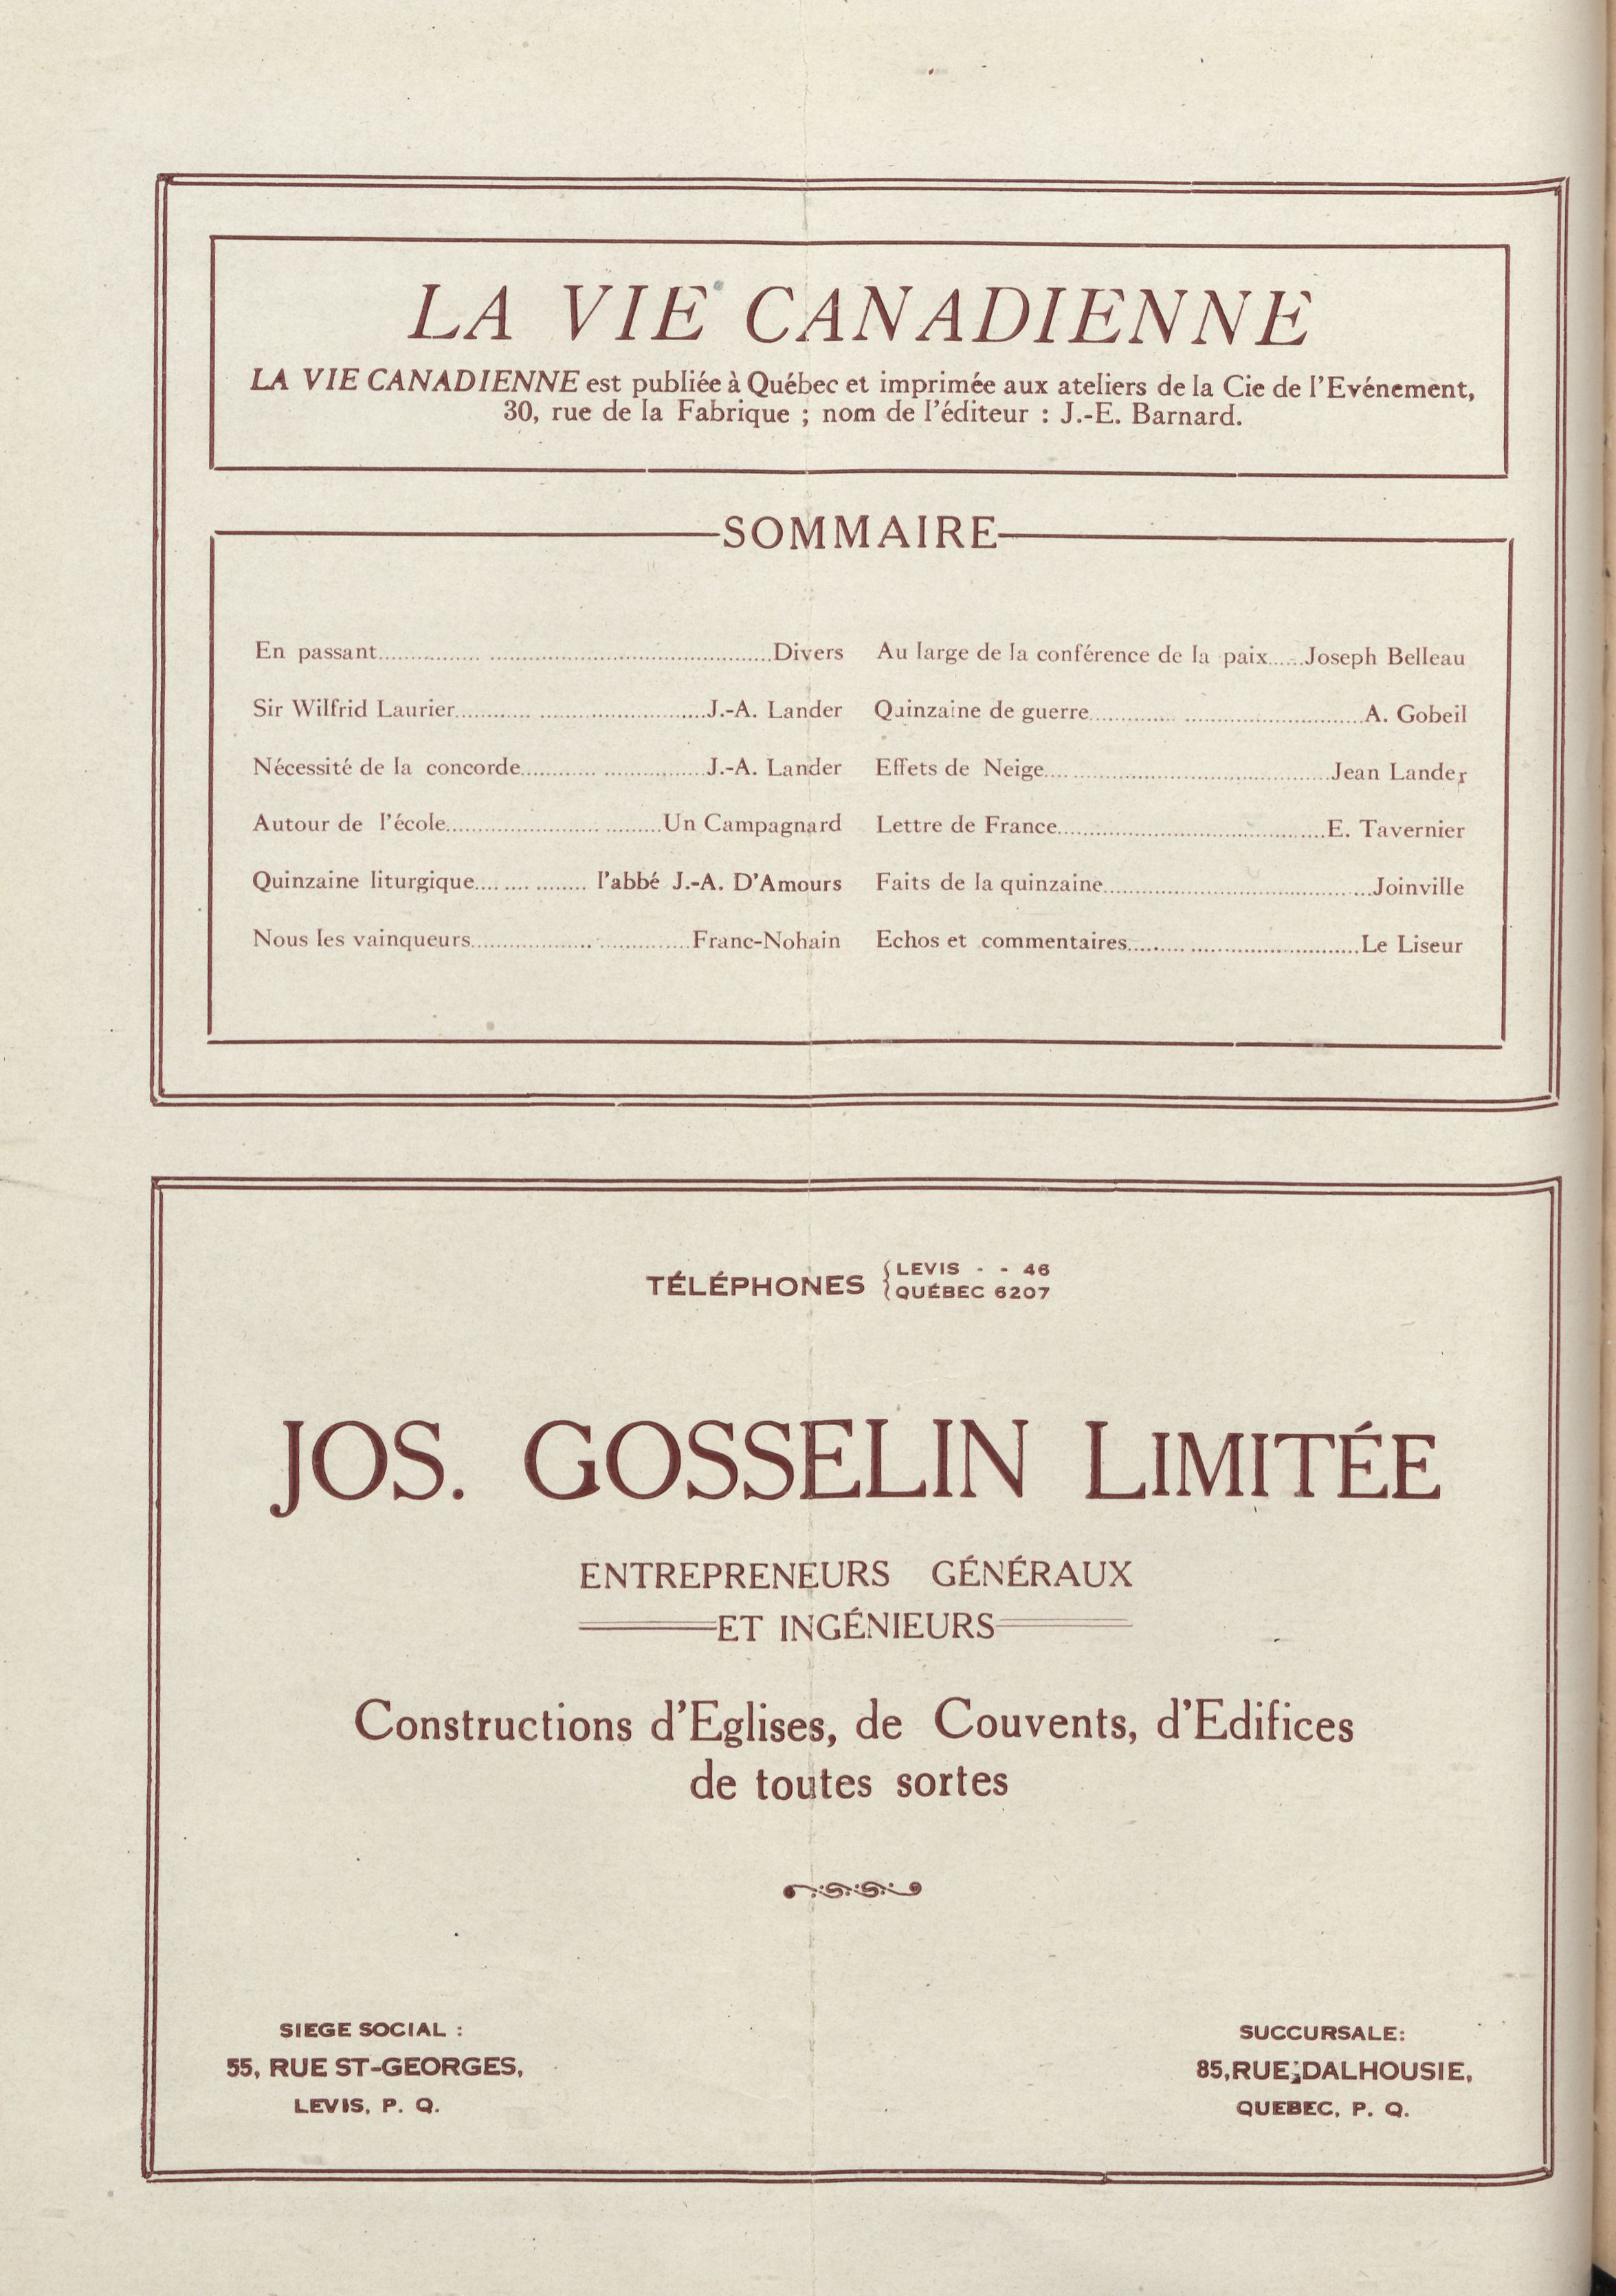 LA VIE CANADIENNE
LA VIE CANADIENNE est publiée à Québec et imprimée aux ateliers de la Cie de l'Evénement,
30, rue de la Fabrique ; nom de l'éditeur : J.-E. Barnard.
SOMMAIRE
En passant....................Divers
Sir Wilfrid Laurier....................J.-A. Lander
Nécessité de la concorde....................J.-A. Lander
Autour de l'école....................Un Campagnard
Quinzaine liturgique.................... l'abbé J.-A. D'Amours
Nous les vainqueurs....................Franc-Nohain
Au large de la conférence de la paix......Joseph Belleau
Quinzaine de guerre....................A. Gobeil
Effets de Neige....................Jean Lander
Lettre de France....................E. Tavernier
Faits de la quinzaine....................Joinville
Echos et commentaires....................Le Liseur
TÉLÉPHONES { LEVIS - - 46
QUÉBEC 6207
JOS. GOSSELIN LIMITÉE
ENTREPRENEURS GÉNÉRAUX
ET INGÉNIEURS
Constructions d'Eglises, de Couvents, d'Edifices
de toutes sortes
SIEGE SOCIAL :
55, RUE ST-GEORGES,
LEVIS, P. Q.
SUCCURSALE:
85, RUE DALHOUSIE,
QUEBEC, P. Q.